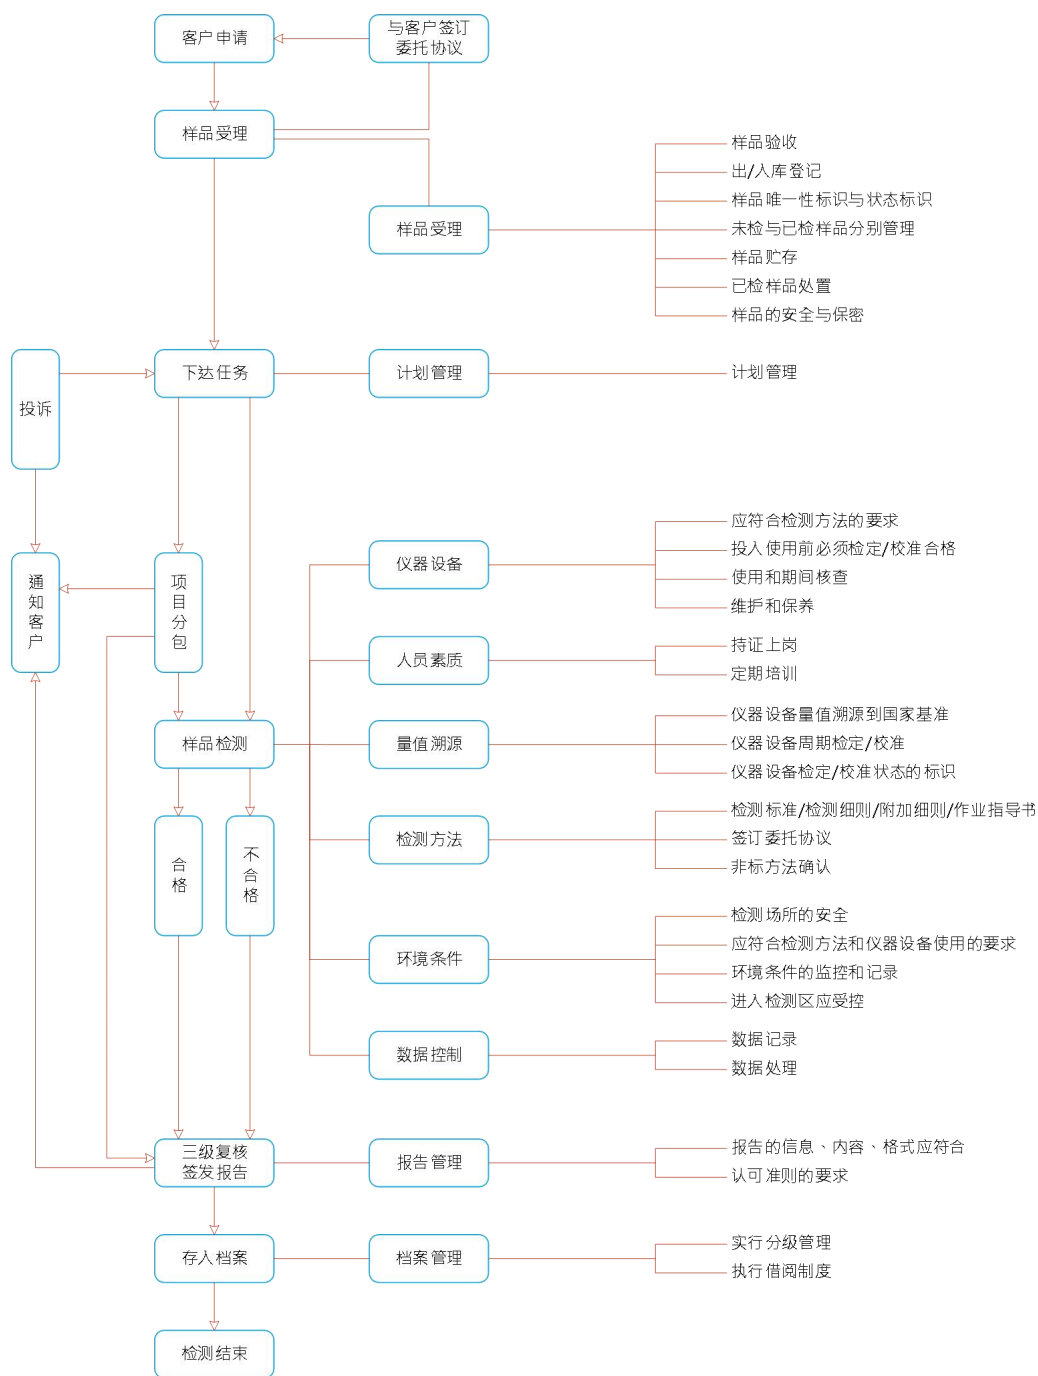 客户申请
与客户签订
委托协议
样品受理
样品验收
出/入库登记
样品唯一性标识与状态标识
样品受理
未检与已检样品分别管理
样品贮存
已检样品处置
样品的安全与保密
下达任务
计划管理
计划管理
投诉
应符合检测方法的要求
仪器设备
投入使用前必须检定/校准合格
使用和期间核查
维护和保养
通知客户
项目分包
人员素质
持证上岗
定期培训
样品检测
量值溯源
仪器设备量值溯源到国家基准
仪器设备周期检定/校准
仪器设备检定/校准状态的标识
合格
不合格
检测方法
检测标准/检测细则/附加细则/作业指导书
签订委托协议
非标方法确认
环境条件
检测场所的安全
应符合检测方法和仪器设备使用的要求
环境条件的监控和记录
进入检测区应受控
数据控制
数据记录
数据处理
三级复核
签发报告
报告管理
报告的信息、内容、格式应符合
认可准则的要求
存入档案
档案管理
实行分级管理
执行借阅制度
检测结束